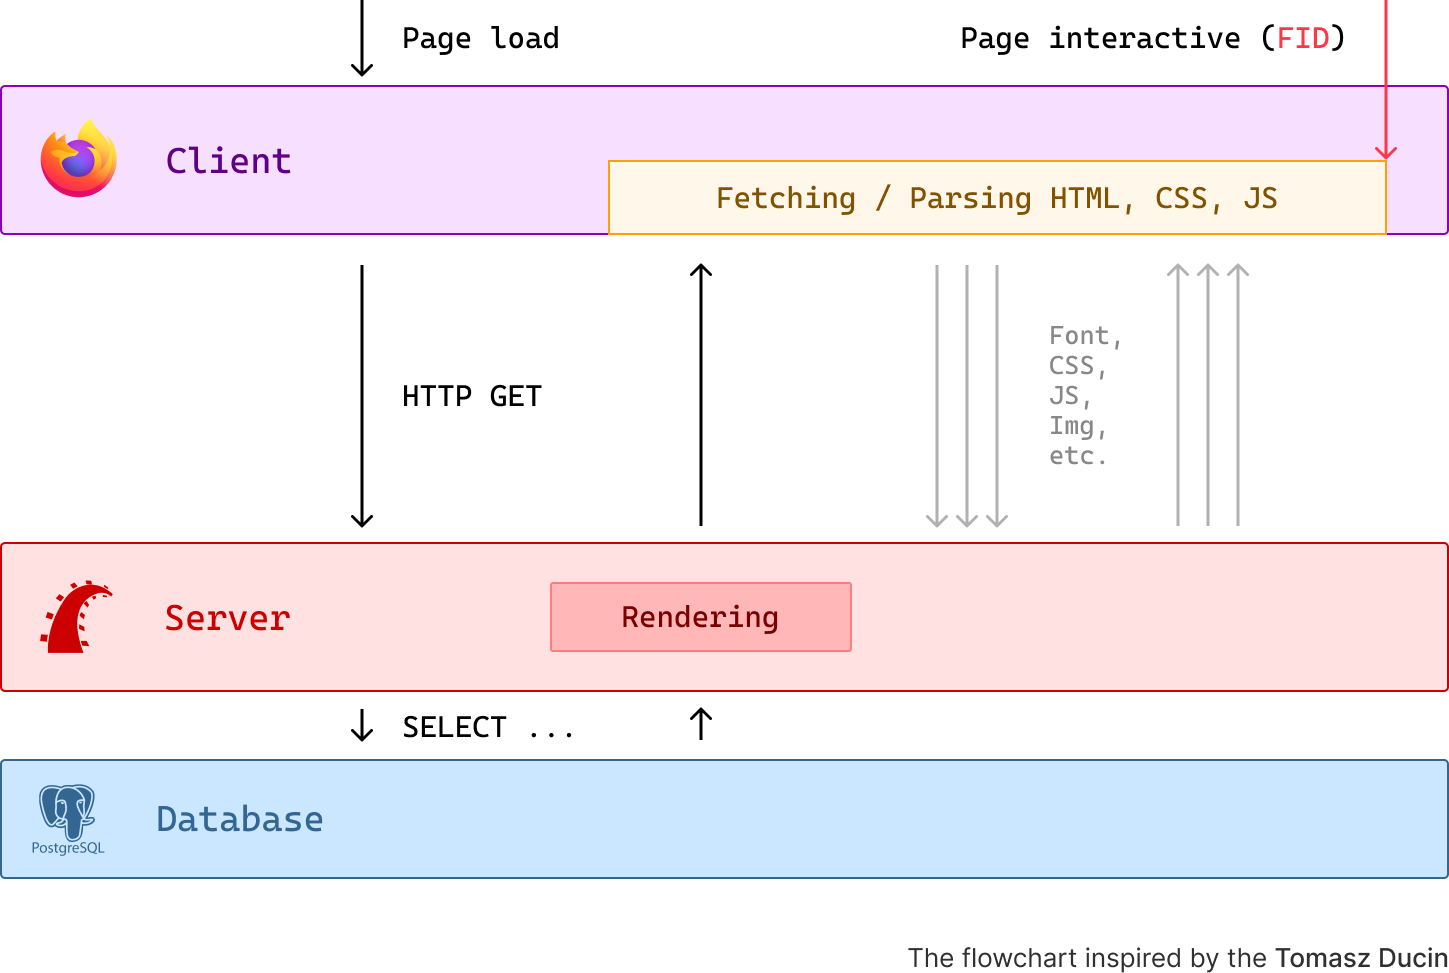 Page load
Page interactive (FID)
Client
Fetching / Parsing HTML, CSS, JS
HTTP GET
Font,
CSS,
JS,
Img,
etc.
Server
Rendering
SELECT ...
PostgreSQL
Database
The flowchart inspired by the Tomasz Ducin